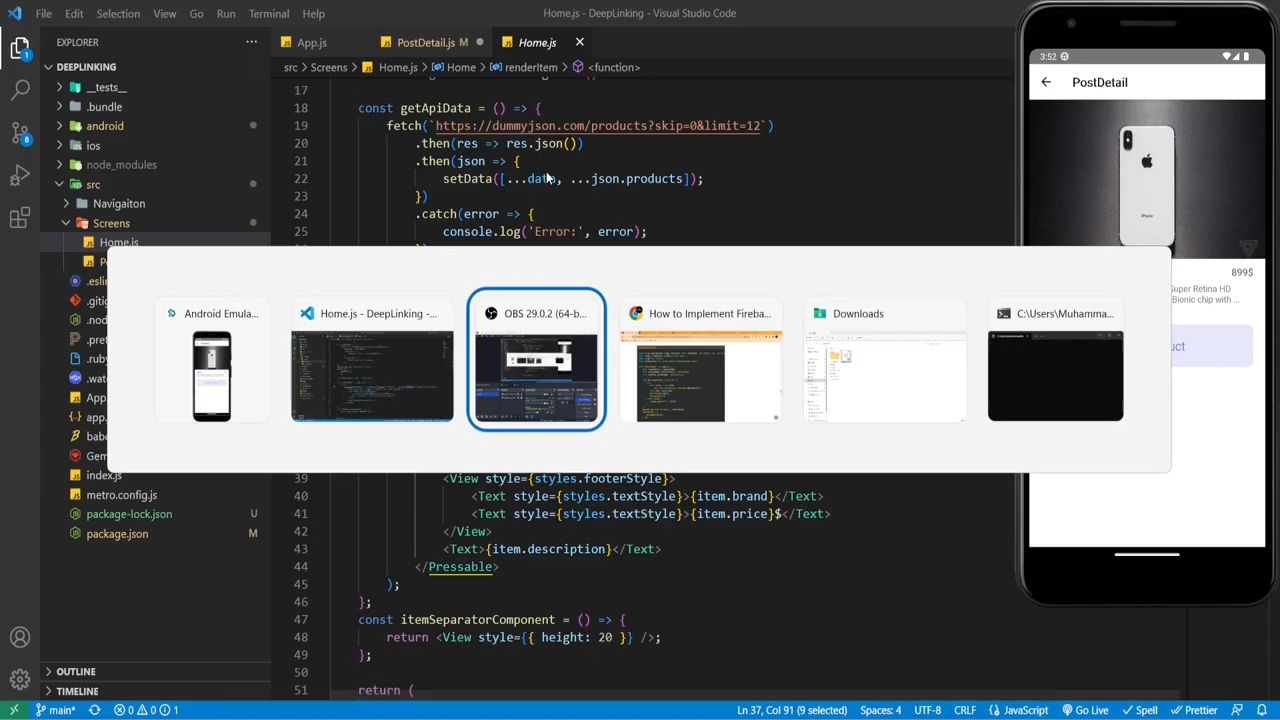 File Edit Selection View Go Run Terminal Help
Home.js - DeepLinking - Visual Studio Code
EXPLORER
App.js
PostDetail.js M
Home.js
DEEPLINKING
src > Screens > Home.js > Home > renderItem > <function>
__tests__
.bundle
android
ios
node_modules
src
Navigaiton
Screens
Home.js
17
18 const getApiData = () => {
19 fetch(`https://dummyjson.com/products?skip=0&limit=12`)
20 .then(res => res.json())
21 .then(json => {
22 setData([...data, ...json.products]);
23 })
24 .catch(error => {
25 console.log('Error:', error);
3:52
PostDetail
iPhone
899$
Super Retina HD
Bionic chip with ...
uct
Android Emula...
Home.js - DeepLinking -...
OBS 29.0.2 (64-b...
How to Implement Fireba...
Downloads
C:\Users\Muhamma...
index.js
metro.config.js
package-lock.json U
package.json M
39 <View style={styles.footerStyle}>
40 <Text style={styles.textStyle}>{item.brand}</Text>
41 <Text style={styles.textStyle}>{item.price}$</Text>
42 </View>
43 <Text>{item.description}</Text>
44 </Pressable>
45 );
46 };
47 const itemSeparatorComponent = () => {
48 return <View style={{ height: 20 }} />;
49 };
50
51 return (
OUTLINE
TIMELINE
main* 0 0 1
Ln 37, Col 91 (9 selected) Spaces: 4 UTF-8 CRLF JavaScript Go Live Spell Prettier